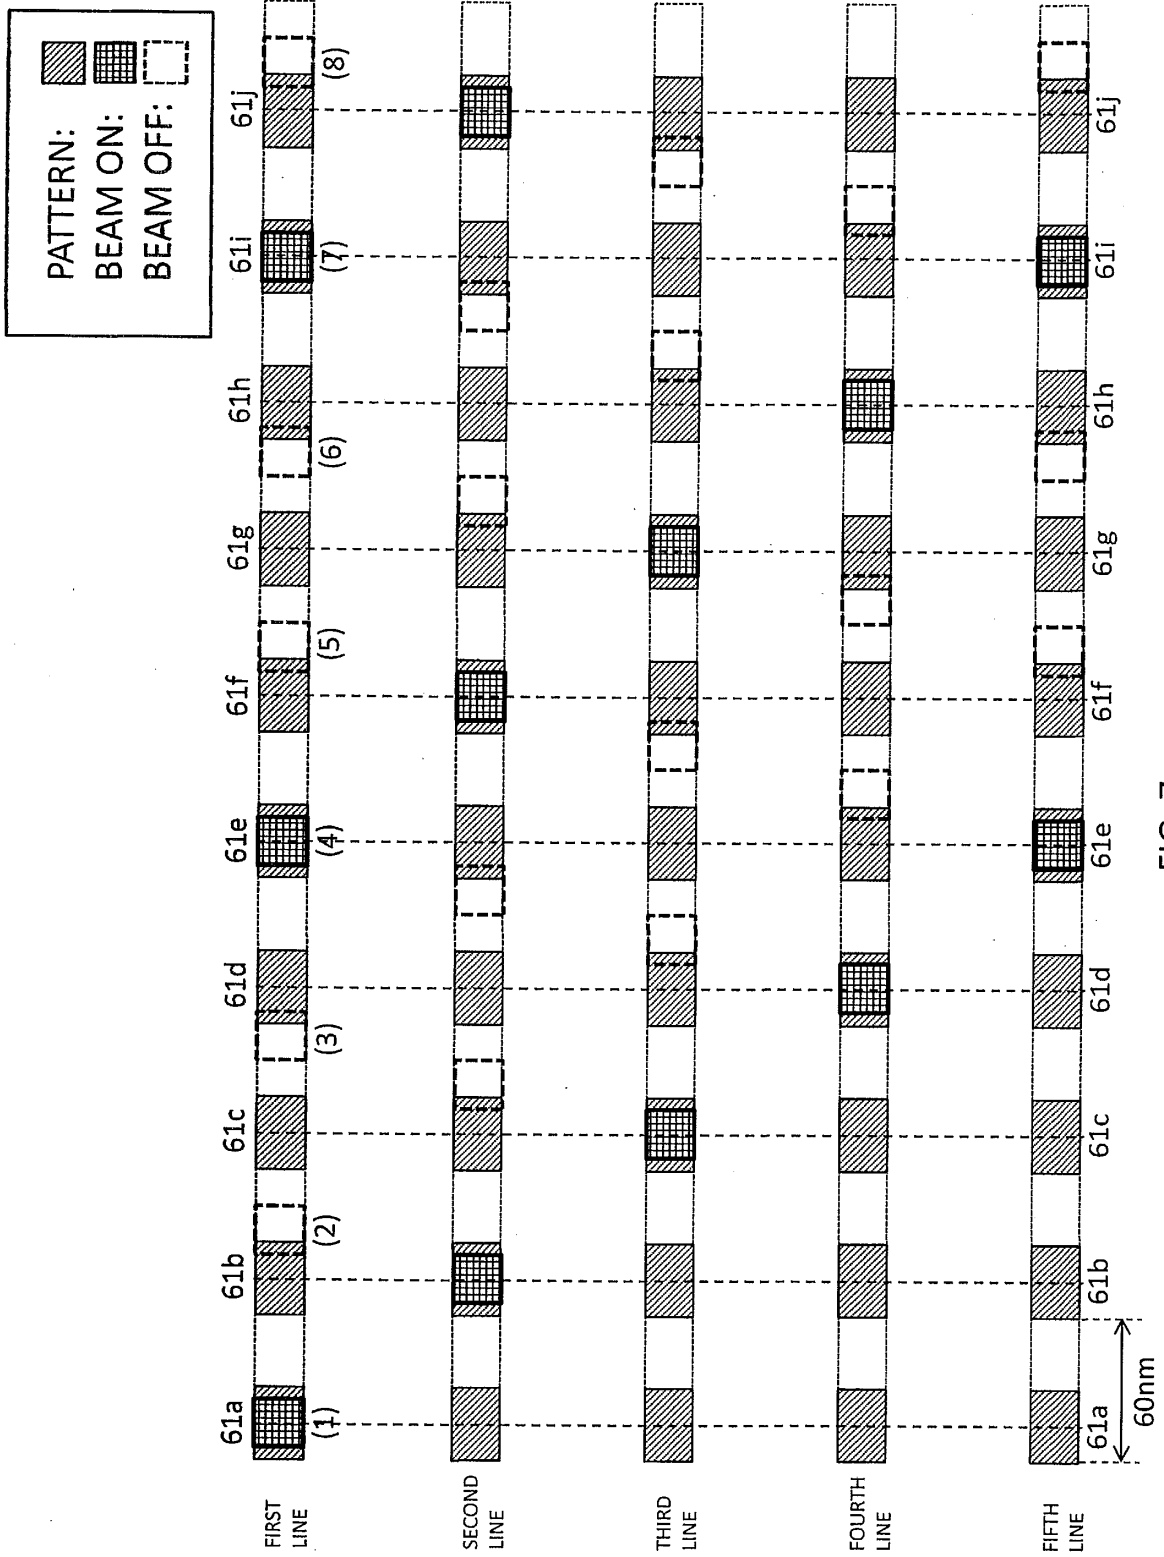 PATTERN:
BEAM ON:
BEAM OFF:
61a 61b 61c 61d 61e 61f 61g 61h 61i 61j
FIRST
LINE
(1) (2) (3) (4) (5) (6) (7) (8)
SECOND
LINE
THIRD
LINE
FOURTH
LINE
FIFTH
LINE
61a 61b 61c 61d 61e 61f 61g 61h 61i 61j
60nm